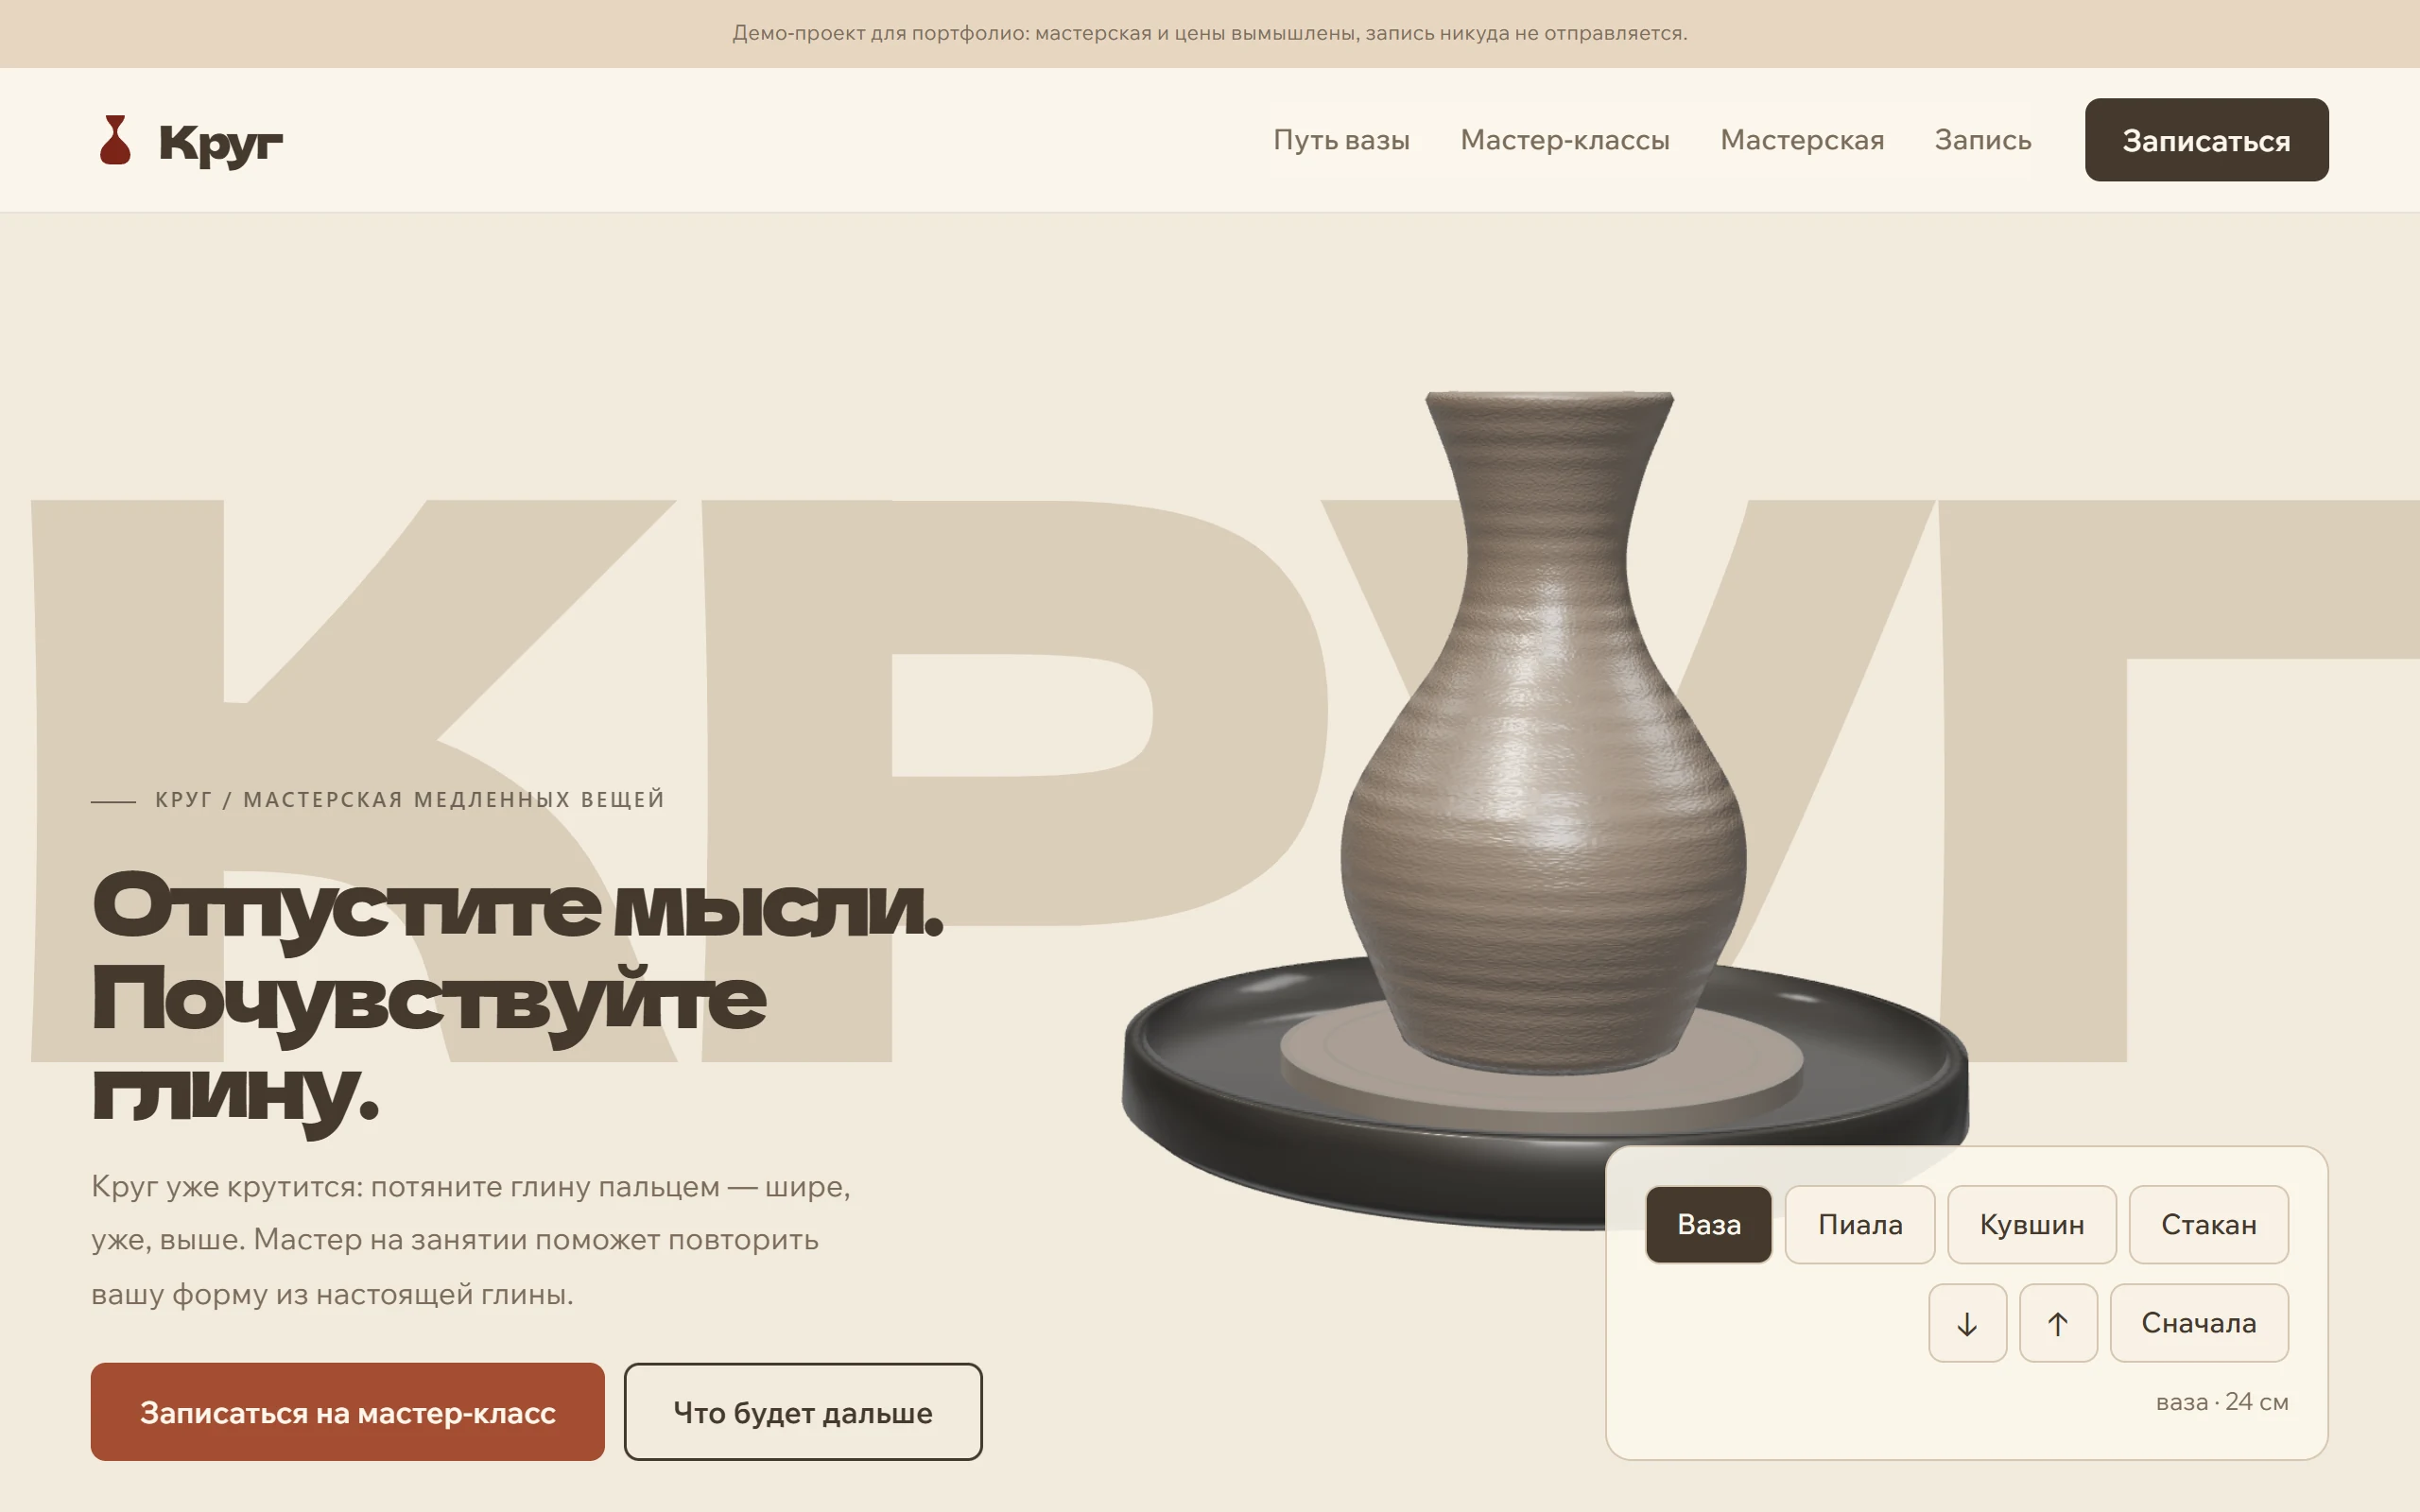 Демо-проект для портфолио: мастерская и цены вымышлены, запись никуда не отправляется.
Круг
Путь вазы
Мастер-классы
Мастерская
Запись
Записаться
КРУГ
КРУГ / МАСТЕРСКАЯ МЕДЛЕННЫХ ВЕЩЕЙ
Отпустите мысли.
Почувствуйте
глину.
Круг уже крутится: потяните глину пальцем — шире,
уже, выше. Мастер на занятии поможет повторить
вашу форму из настоящей глины.
Записаться на мастер-класс
Что будет дальше
Ваза
Пиала
Кувшин
Стакан
↓
↑
Сначала
ваза · 24 см